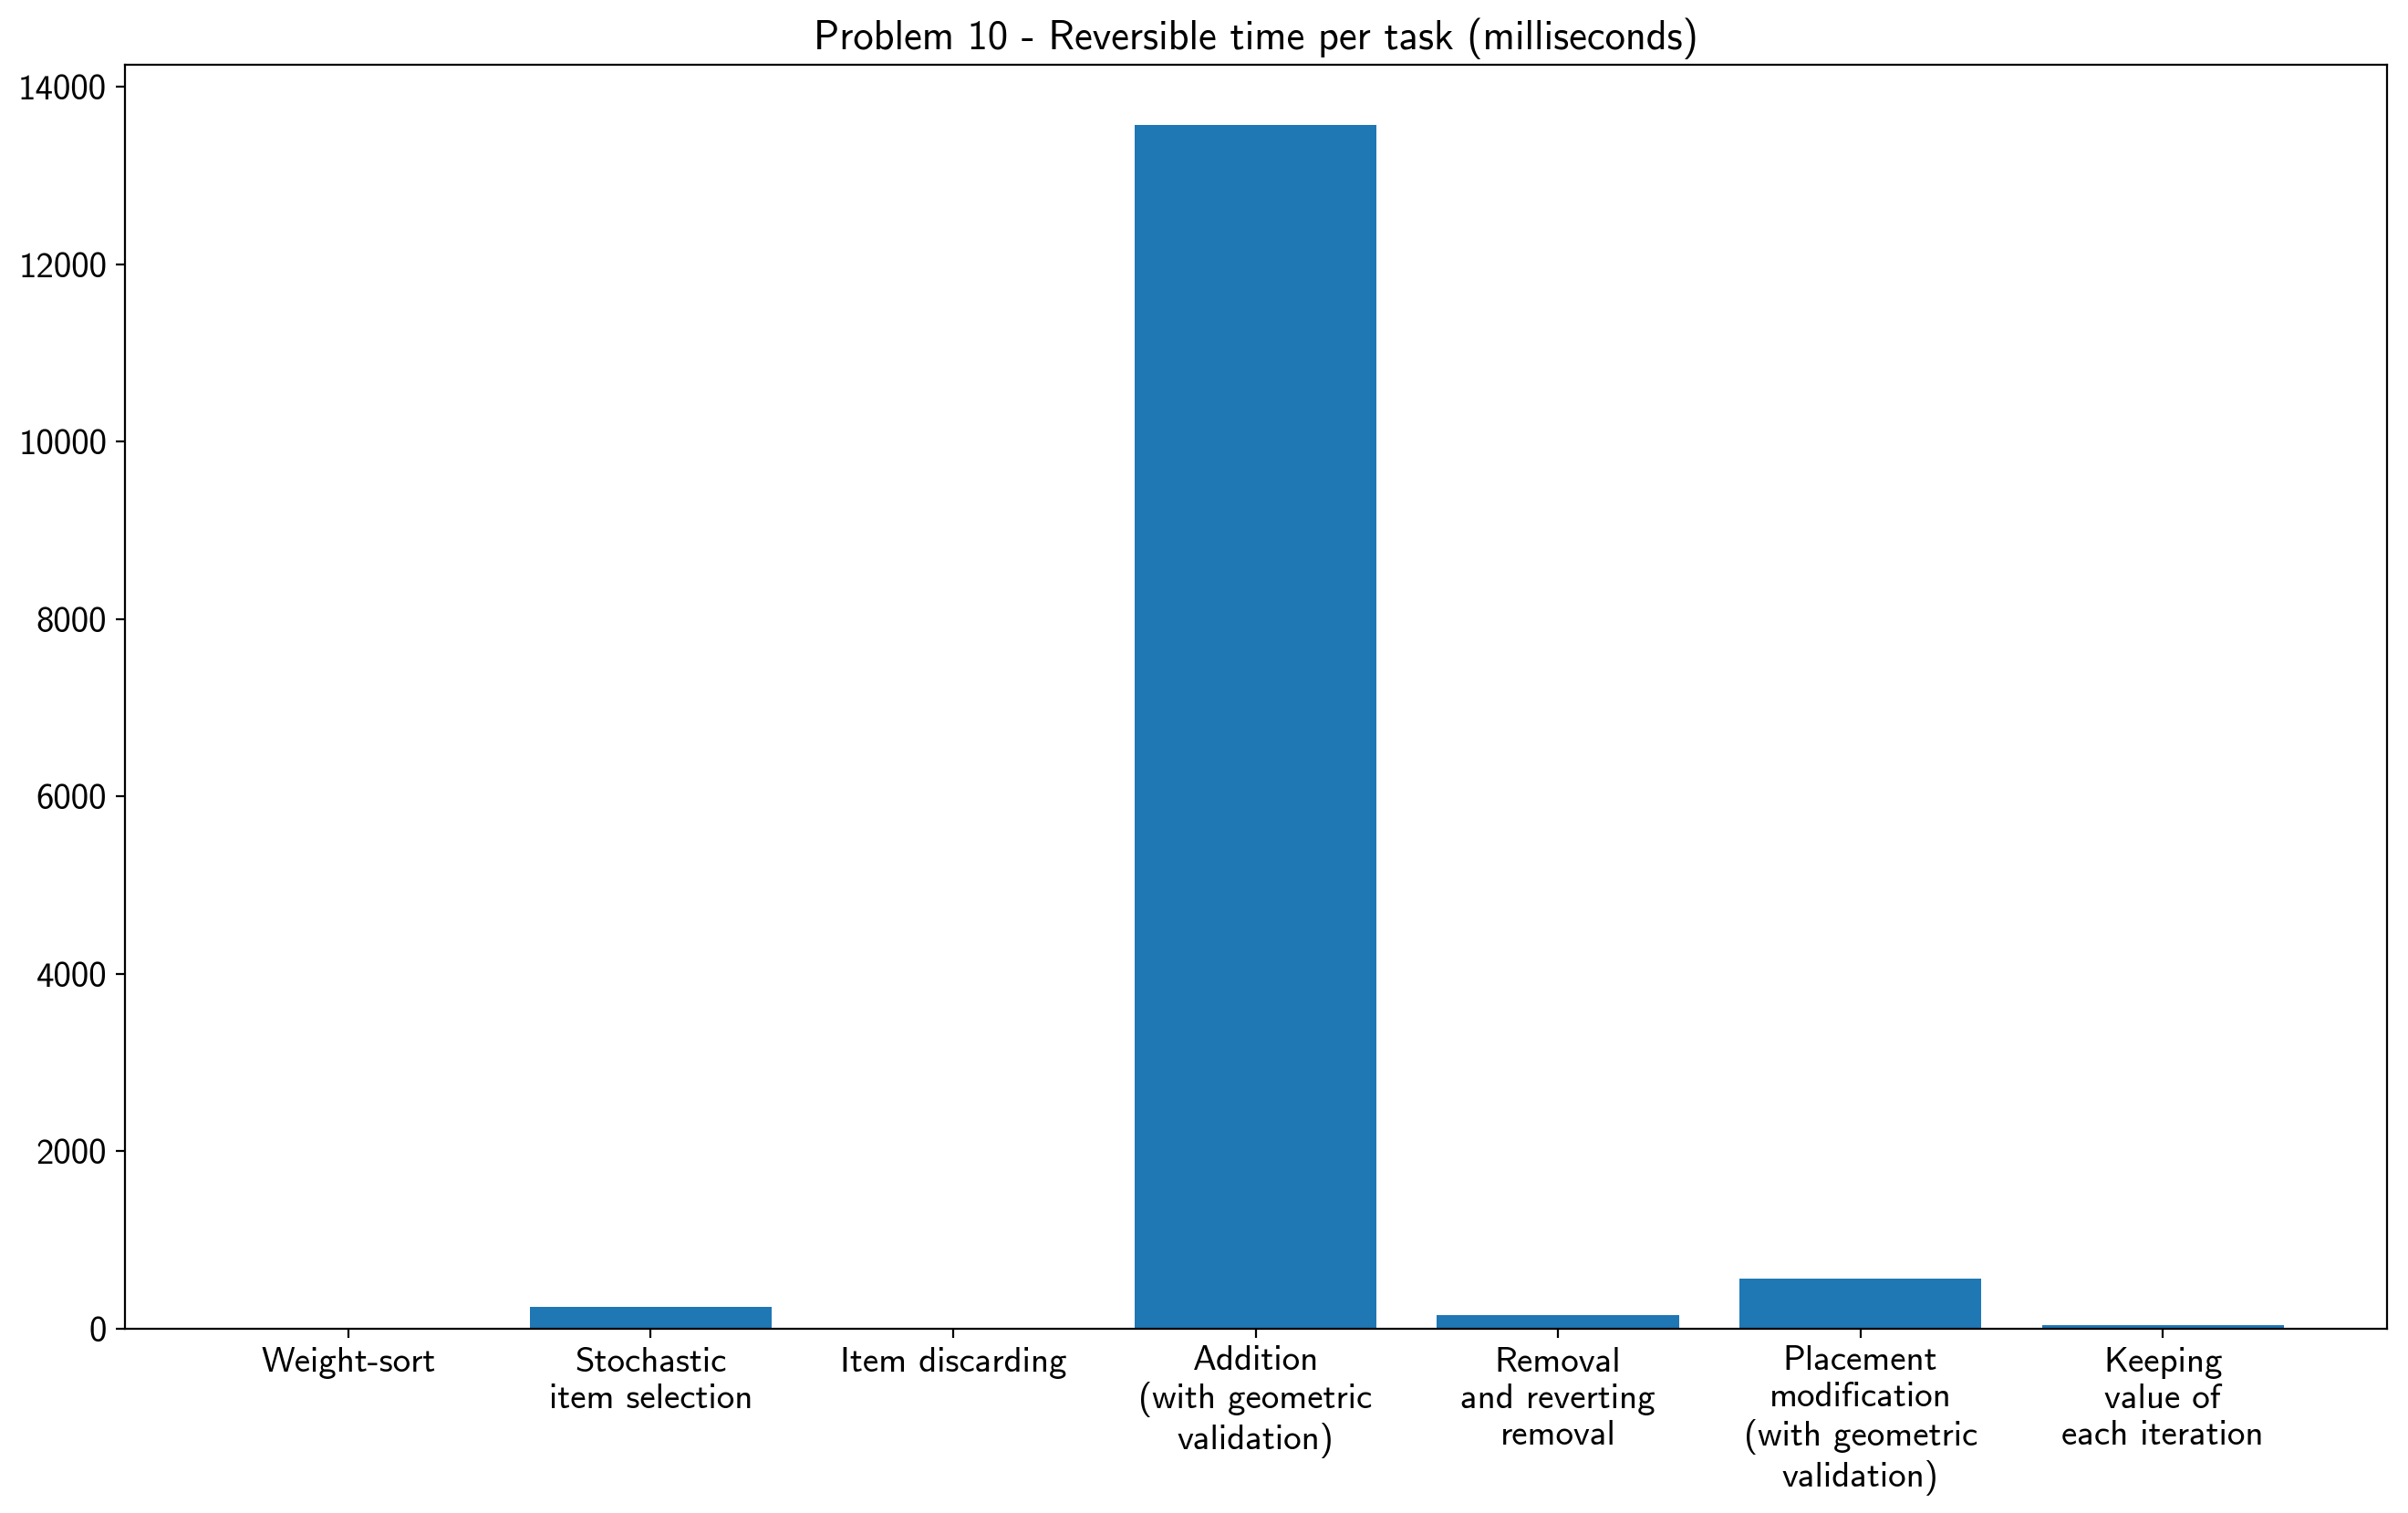 Problem 10 - Reversible time per task (milliseconds)
14000
12000
10000
8000
6000
4000
2000
0
Weight-sort
Stochastic
item selection
Item discarding
Addition
(with geometric
validation)
Removal
and reverting
removal
Placement
modification
(with geometric
validation)
Keeping
value of
each iteration